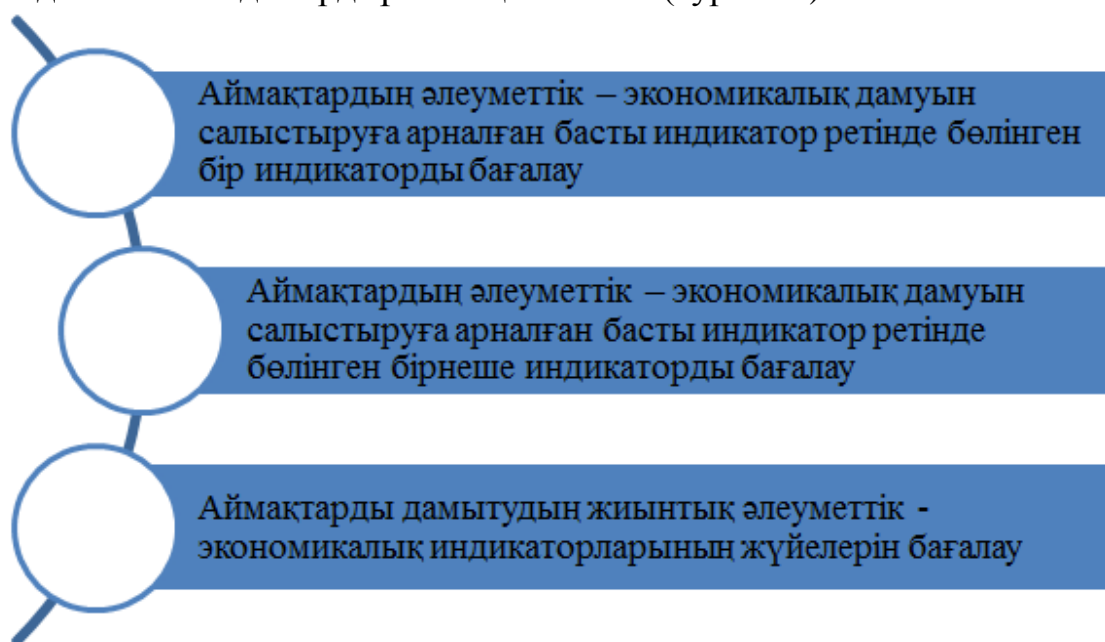 Аймақтардың әлеуметтік – экономикалық дамуын
салыстыруға арналған басты индикатор ретінде бөлінген
бір индикаторды бағалау
Аймақтардың әлеуметтік – экономикалық дамуын
салыстыруға арналған басты индикатор ретінде
бөлінген бірнеше индикаторды бағалау
Аймақтарды дамытудың жиынтық әлеуметтік -
экономикалық индикаторларының жүйелерін бағалау